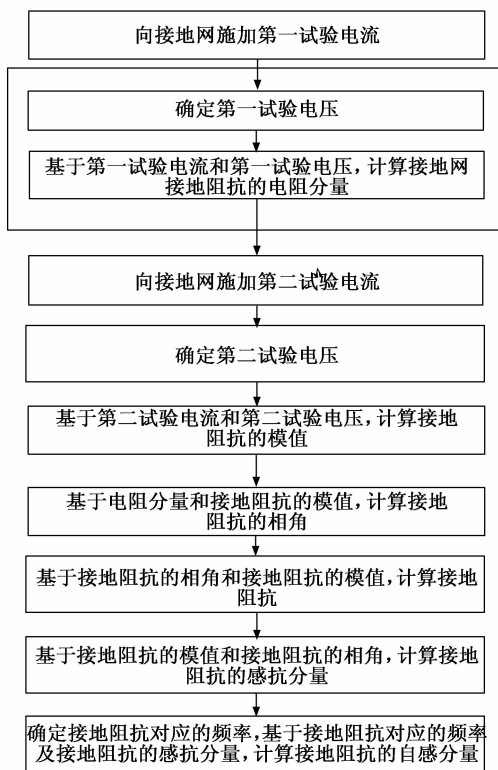 向接地网施加第一试验电流
确定第一试验电压
基于第一试验电流和第一试验电压，计算接地网
接地阻抗的电阻分量
向接地网施加第二试验电流
确定第二试验电压
基于第二试验电流和第二试验电压，计算接地
阻抗的模值
基于电阻分量和接地阻抗的模值，计算接地
阻抗的相角
基于接地阻抗的相角和接地阻抗的模值，计算接地
阻抗
基于接地阻抗的模值和接地阻抗的相角，计算接地
阻抗的感抗分量
确定接地阻抗对应的频率，基于接地阻抗对应的频率
及接地阻抗的感抗分量，计算接地阻抗的自感分量